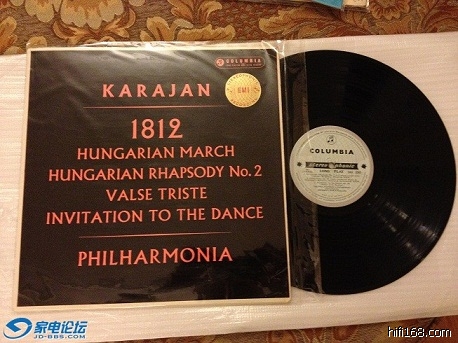 COLUMBIA
KARAJAN
EMI
1812
HUNGARIAN MARCH
HUNGARIAN RHAPSODY No. 2
VALSE TRISTE
INVITATION TO THE DANCE
PHILHARMONIA
COLUMBIA
stereophonic
家电论坛
JD-BBS.COM
hifi168.com